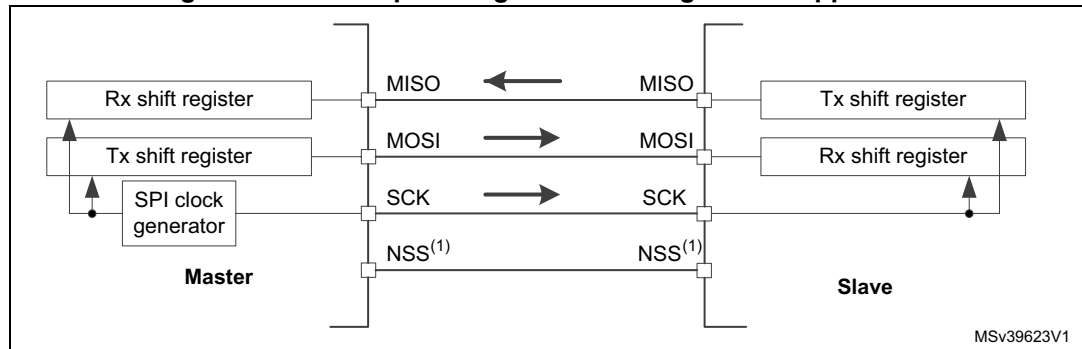 MISO MISO
Rx shift register Tx shift register
MOSI MOSI
Tx shift register Rx shift register
SPI clock
generator
SCK SCK
NSS(1) NSS(1)
Master Slave
MSv39623V1